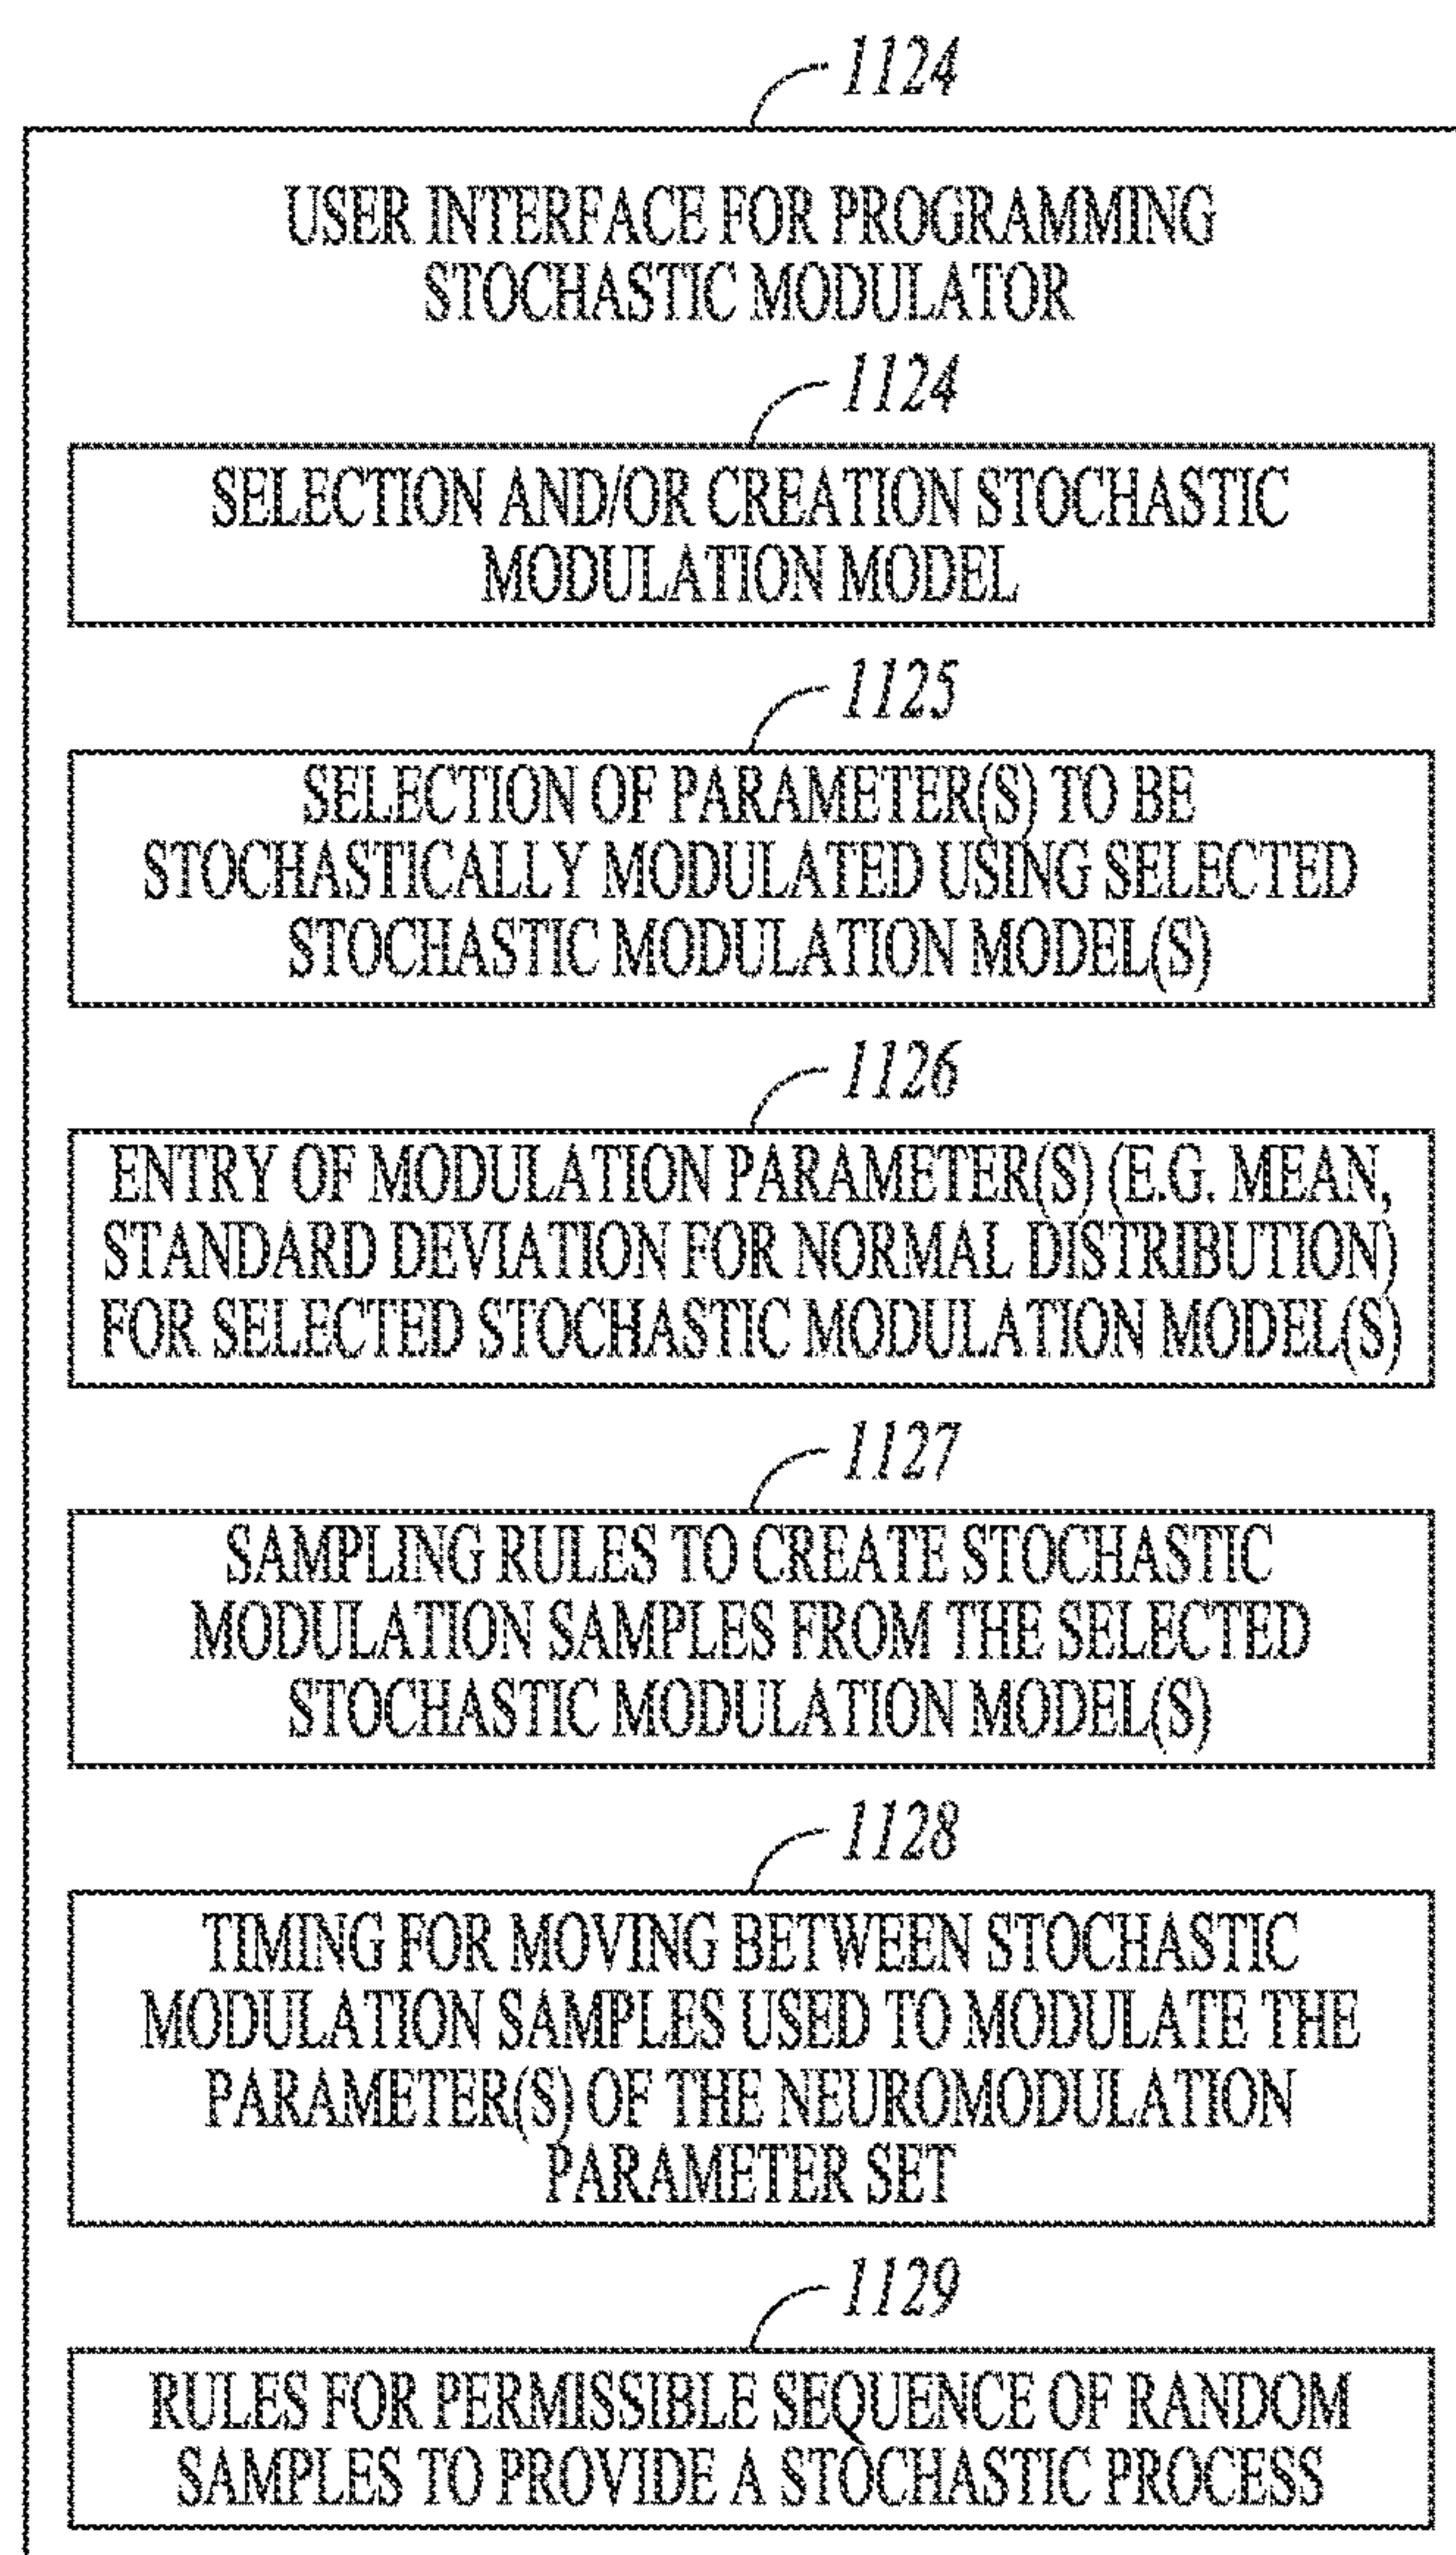 1124
USER INTERFACE FOR PROGRAMMING
STOCHASTIC MODULATOR
1124
SELECTION AND/OR CREATION STOCHASTIC
MODULATION MODEL
1125
SELECTION OF PARAMETER(S) TO BE
STOCHASTICALLY MODULATED USING SELECTED
STOCHASTIC MODULATION MODEL(S)
1126
ENTRY OF MODULATION PARAMETER(S) (E.G. MEAN,
STANDARD DEVIATION FOR NORMAL DISTRIBUTION)
FOR SELECTED STOCHASTIC MODULATION MODEL(S)
1127
SAMPLING RULES TO CREATE STOCHASTIC
MODULATION SAMPLES FROM THE SELECTED
STOCHASTIC MODULATION MODEL(S)
1128
TIMING FOR MOVING BETWEEN STOCHASTIC
MODULATION SAMPLES USED TO MODULATE THE
PARAMETER(S) OF THE NEUROMODULATION
PARAMETER SET
1129
RULES FOR PERMISSIBLE SEQUENCE OF RANDOM
SAMPLES TO PROVIDE A STOCHASTIC PROCESS